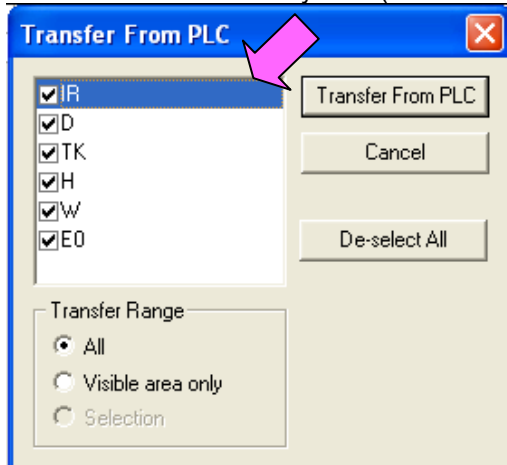 Transfer From PLC
IR
D
TK
H
W
E0
Transfer From PLC
Cancel
De-select All
Transfer Range
All
Visible area only
Selection